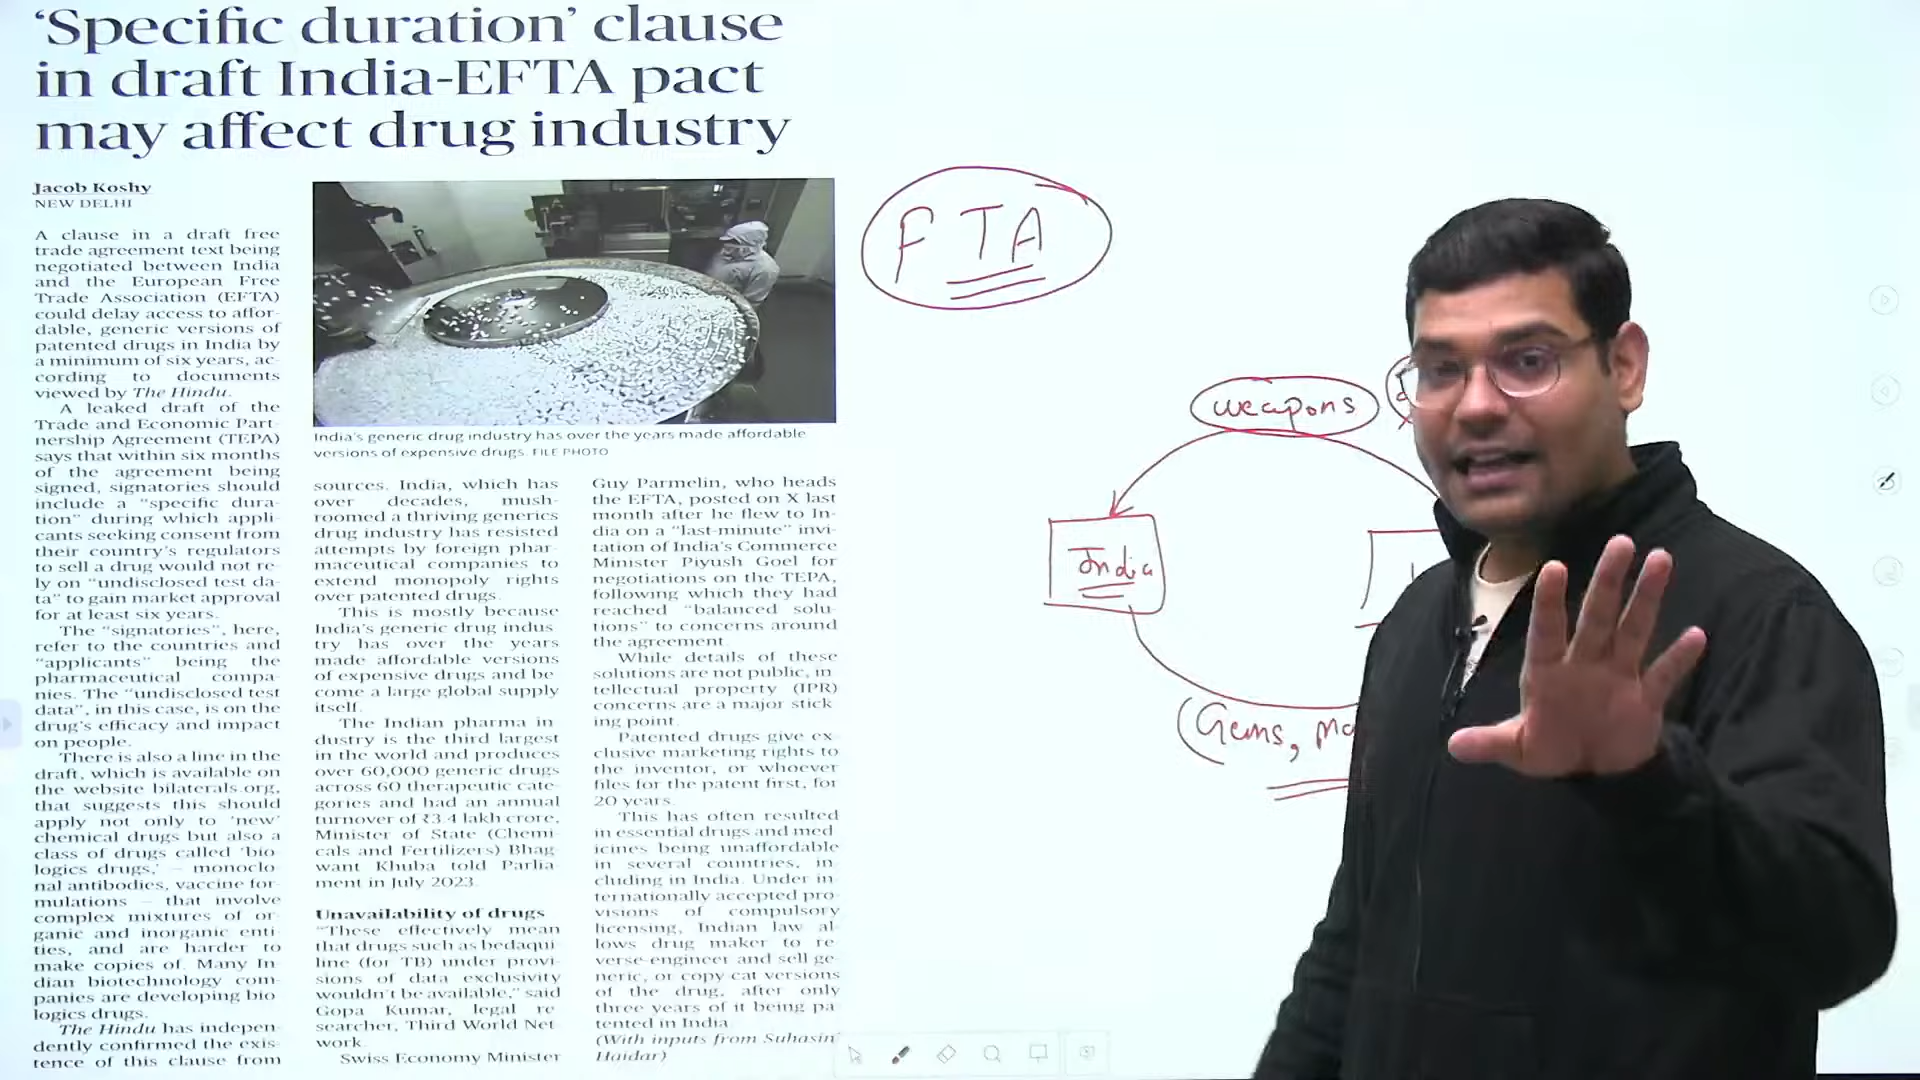 ‘Specific duration’ clause
in draft India-EFTA pact
may affect drug industry
Jacob Koshy
NEW DELHI
A clause in a draft free
trade agreement text being
negotiated between India
and the European Free
Trade Association (EFTA)
could delay access to affor-
dable, generic versions of
patented drugs in India by
a minimum of six years, ac-
cording to documents
viewed by The Hindu.
A leaked draft of the
Trade and Economic Part-
nership Agreement (TEPA)
says that within six months
of the agreement being
signed, signatories should
include a “specific dura-
tion” during which appli-
cants seeking consent from
their country’s regulators
to sell a drug would not re-
ly on “undisclosed test da-
ta” to gain market approval
for at least six years.
The “signatories”, here,
refer to the countries and
“applicants” being the
pharmaceutical compa-
nies. The “undisclosed test
data”, in this case, is on the
drug’s efficacy and impact
on people.
There is also a line in the
draft, which is available on
the website bilaterals.org,
that suggests this should
apply not only to ‘new’
chemical drugs but also a
class of drugs called ‘bio-
logics drugs,’ — monoclo-
nal antibodies, vaccine for-
mulations — that involve
complex mixtures of or-
ganic and inorganic enti-
ties, and are harder to
make copies of. Many In-
dian biotechnology com-
panies are developing bio-
logics drugs.
The Hindu has indepen-
dently confirmed the exis-
tence of this clause from
India’s generic drug industry has over the years made affordable
versions of expensive drugs. FILE PHOTO
sources. India, which has
over decades, mush-
roomed a thriving generics
drug industry has resisted
attempts by foreign phar-
maceutical companies to
extend monopoly rights
over patented drugs.
This is mostly because
India’s generic drug indus-
try has over the years
made affordable versions
of expensive drugs and be-
come a large global supply
itself.
The Indian pharma in-
dustry is the third largest
in the world and produces
over 60,000 generic drugs
across 60 therapeutic cate-
gories and had an annual
turnover of ₹3.4 lakh crore,
Minister of State (Chemi-
cals and Fertilizers) Bhag-
want Khuba told Parlia-
ment in July 2023.
Unavailability of drugs
“These effectively mean
that drugs such as bedaqui-
line (for TB) under provi-
sions of data exclusivity
wouldn’t be available,” said
Gopa Kumar, legal re-
searcher, Third World Net-
work.
Swiss Economy Minister
Guy Parmelin, who heads
the EFTA, posted on X last
month after he flew to In-
dia on a “last-minute” invi-
tation of India’s Commerce
Minister Piyush Goel for
negotiations on the TEPA,
following which they had
reached “balanced solu-
tions” to concerns around
the agreement.
While details of these
solutions are not public, in-
tellectual property (IPR)
concerns are a major stick-
ing point.
Patented drugs give ex-
clusive marketing rights to
the inventor, or whoever
files for the patent first, for
20 years.
This has often resulted
in essential drugs and med-
icines being unaffordable
in several countries, in-
cluding in India. Under in-
ternationally accepted pro-
visions of compulsory
licensing, Indian law al-
lows drug maker to re-
verse-engineer and sell ge-
neric, or copy cat versions
of the drug, after only
three years of it being pa-
tented in India.
(With inputs from Suhasini
Haidar)
FTA
weapons
India
(Gems,